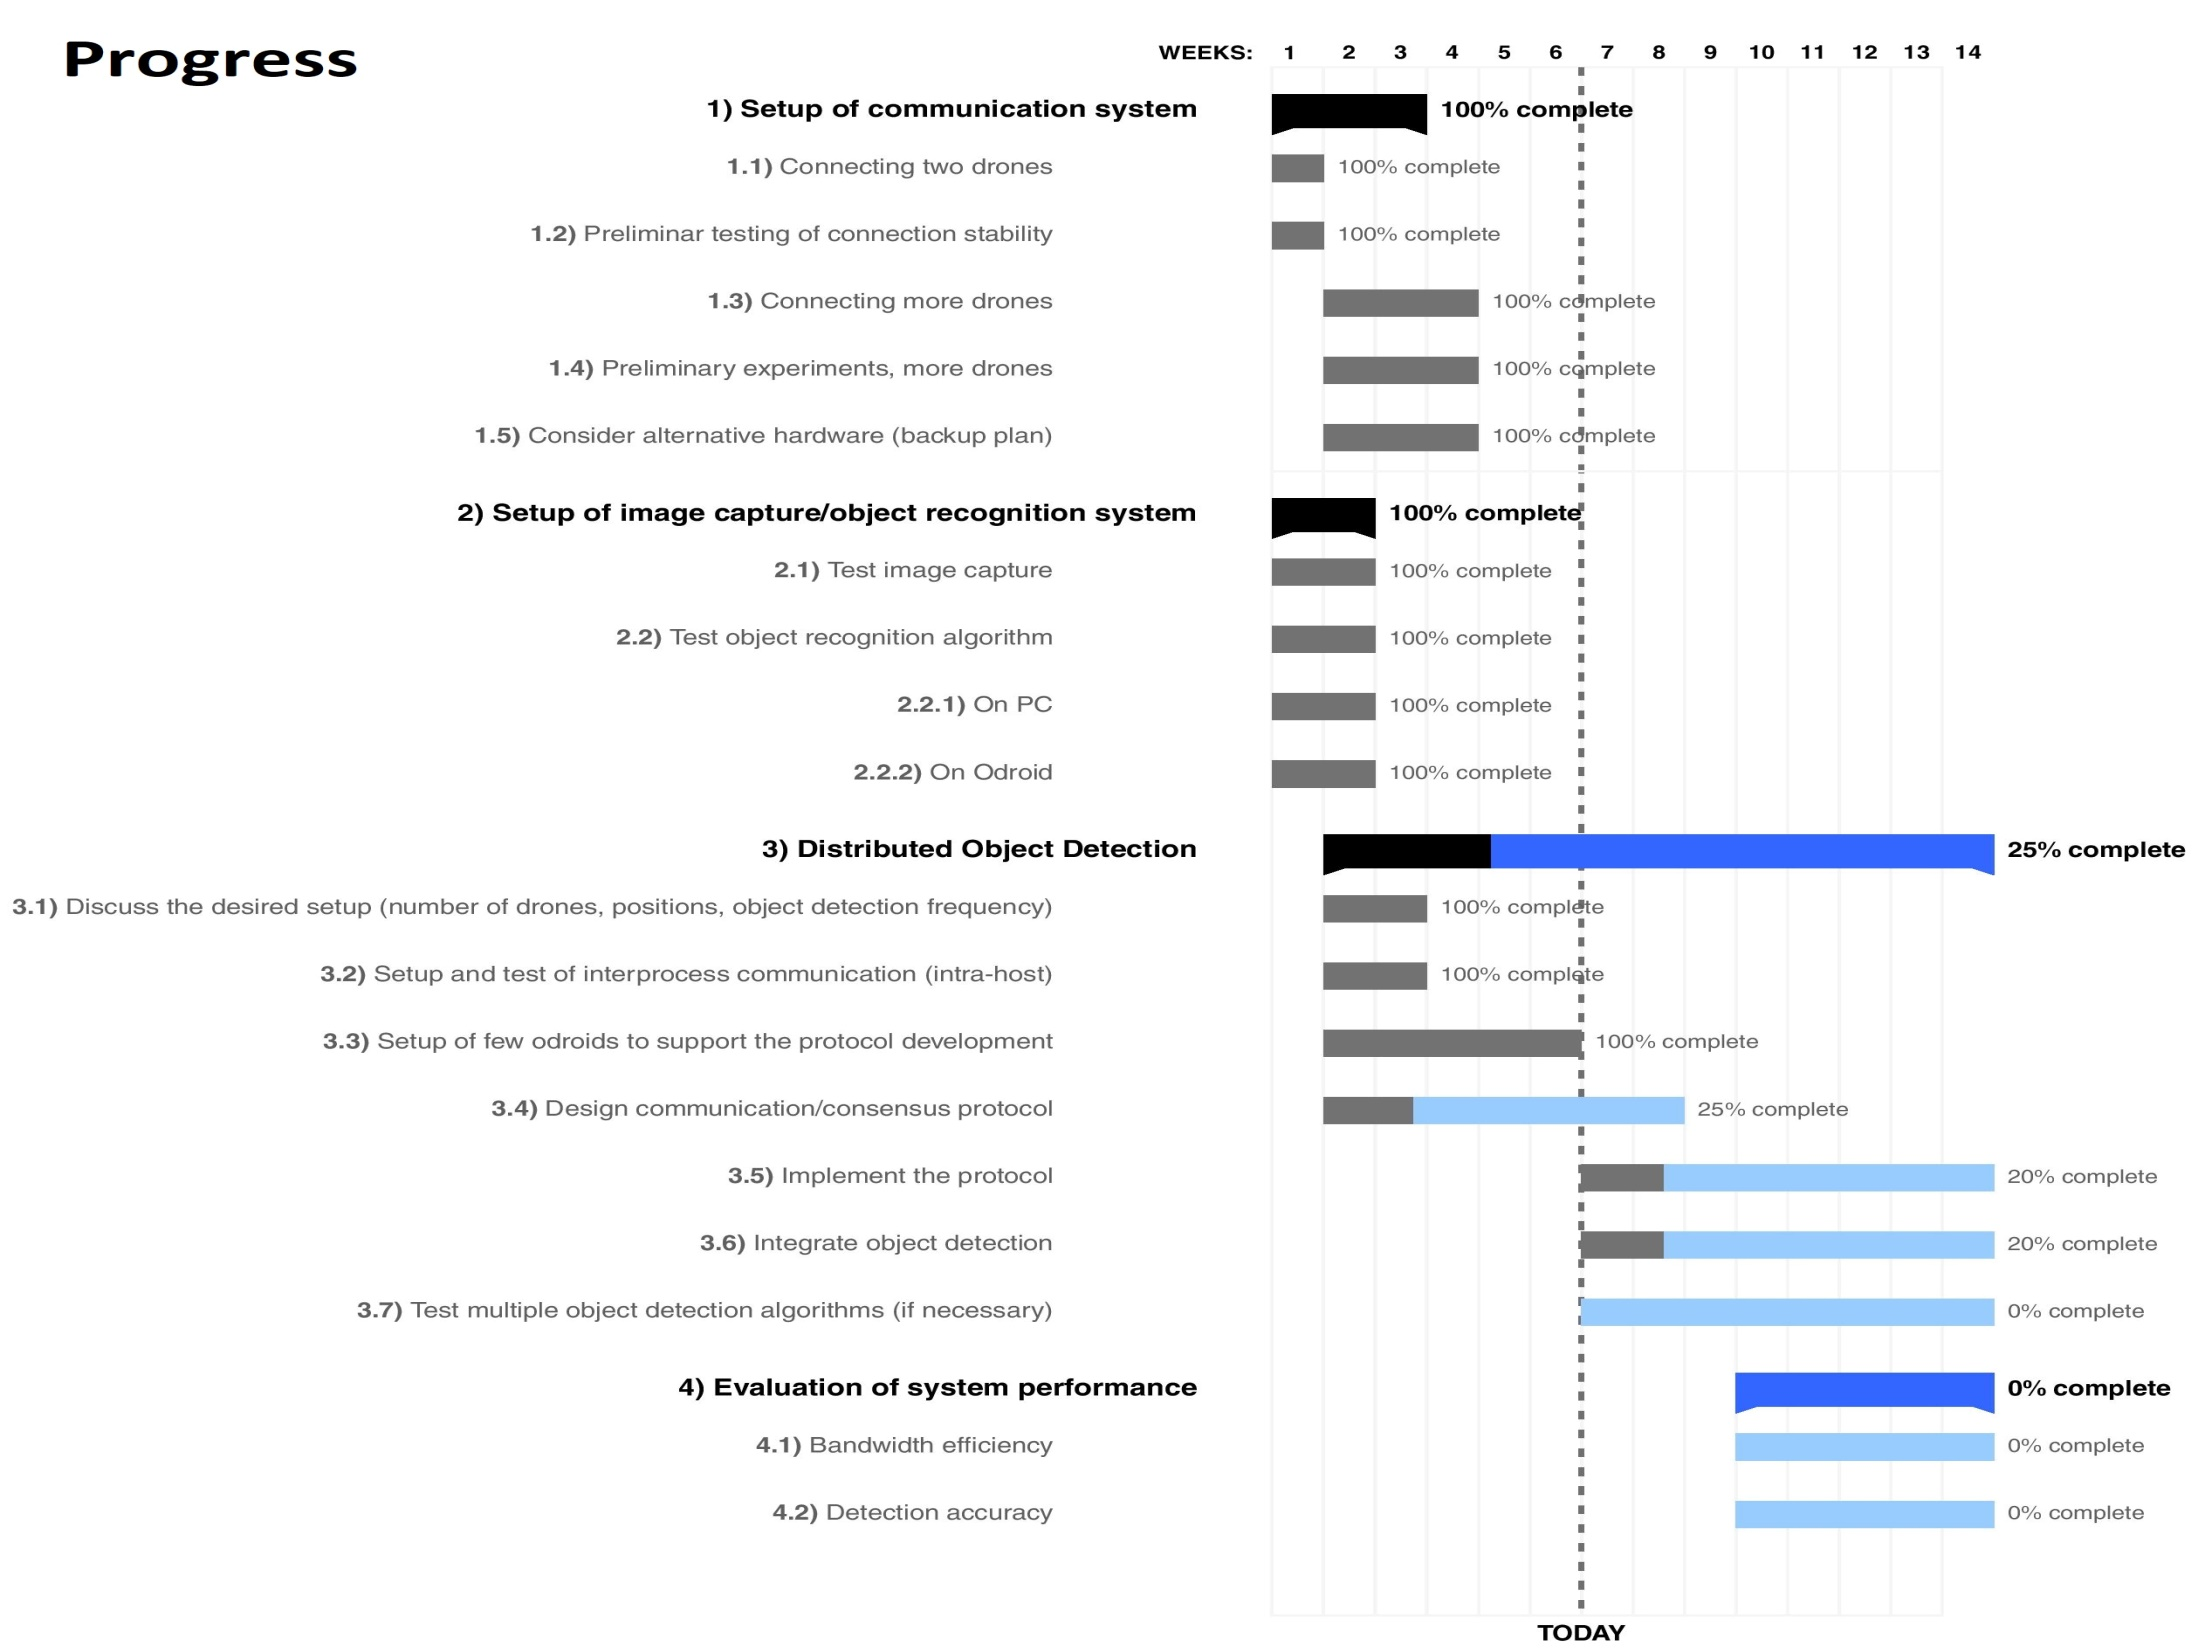 Progress
WEEKS: 1 2 3 4 5 6 7 8 9 10 11 12 13 14
1) Setup of communication system 100% complete
1.1) Connecting two drones 100% complete
1.2) Preliminar testing of connection stability 100% complete
1.3) Connecting more drones 100% complete
1.4) Preliminary experiments, more drones 100% complete
1.5) Consider alternative hardware (backup plan) 100% complete
2) Setup of image capture/object recognition system 100% complete
2.1) Test image capture 100% complete
2.2) Test object recognition algorithm 100% complete
2.2.1) On PC 100% complete
2.2.2) On Odroid 100% complete
3) Distributed Object Detection 25% complete
3.1) Discuss the desired setup (number of drones, positions, object detection frequency) 100% complete
3.2) Setup and test of interprocess communication (intra-host) 100% complete
3.3) Setup of few odroids to support the protocol development 100% complete
3.4) Design communication/consensus protocol 25% complete
3.5) Implement the protocol 20% complete
3.6) Integrate object detection 20% complete
3.7) Test multiple object detection algorithms (if necessary) 0% complete
4) Evaluation of system performance 0% complete
4.1) Bandwidth efficiency 0% complete
4.2) Detection accuracy 0% complete
TODAY